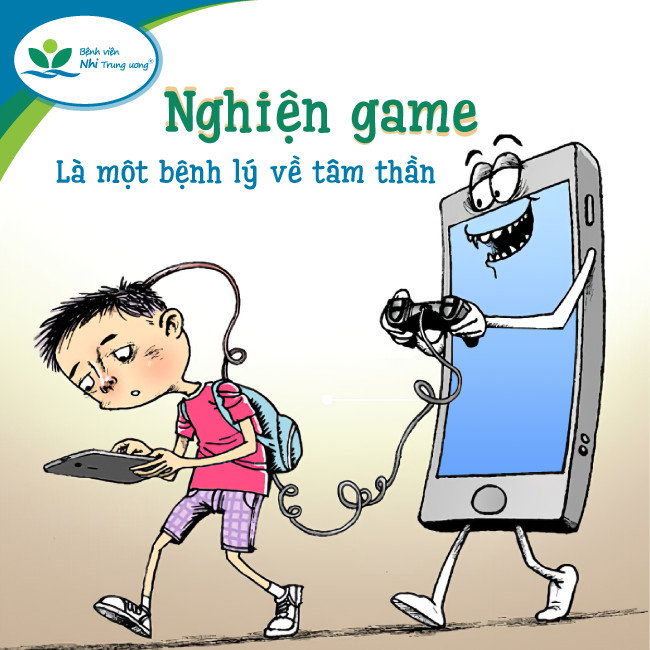 Bệnh viện
Nhi Trung ương®
Nghiện game
Là một bệnh lý về tâm thần